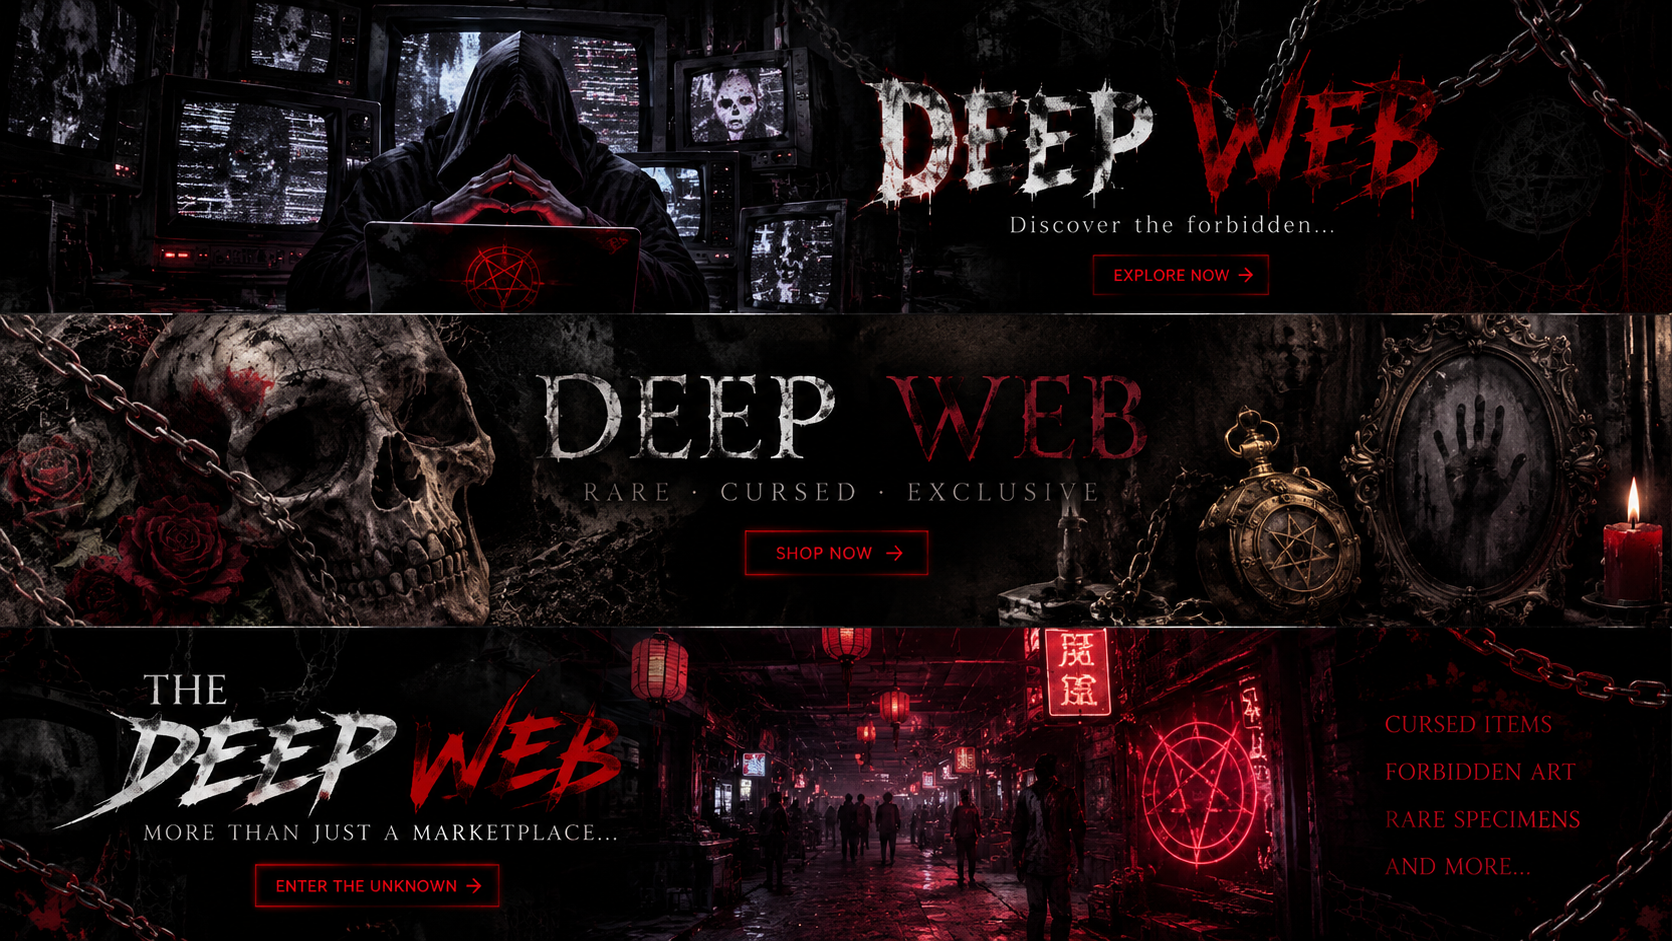 DEEP WEB
Discover the forbidden...
EXPLORE NOW →
DEEP WEB
RARE · CURSED · EXCLUSIVE
SHOP NOW →
THE
DEEP WEB
MORE THAN JUST A MARKETPLACE...
ENTER THE UNKNOWN →
CURSED ITEMS
FORBIDDEN ART
RARE SPECIMENS
AND MORE...